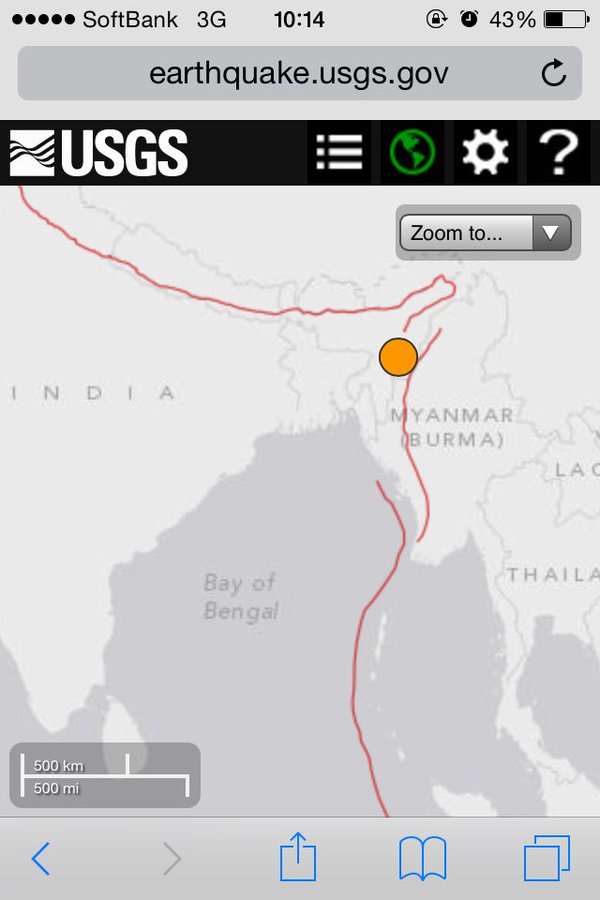 SoftBank 3G 10:14 43%
earthquake.usgs.gov
USGS ?
Zoom to...
INDIA
MYANMAR
(BURMA)
LAO
THAILA
Bay of
Bengal
500 km
500 mi